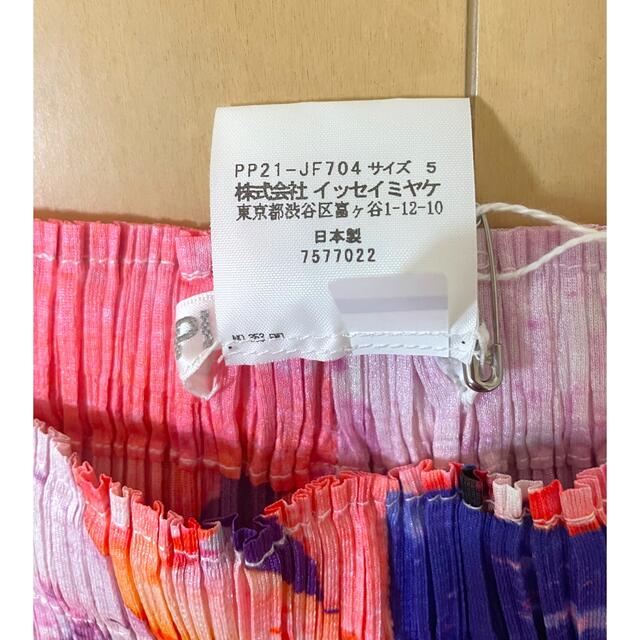 PP21-JF704 サイズ 5
株式会社 イッセイミヤケ
東京都渋谷区富ヶ谷1-12-10
日本製
7577022